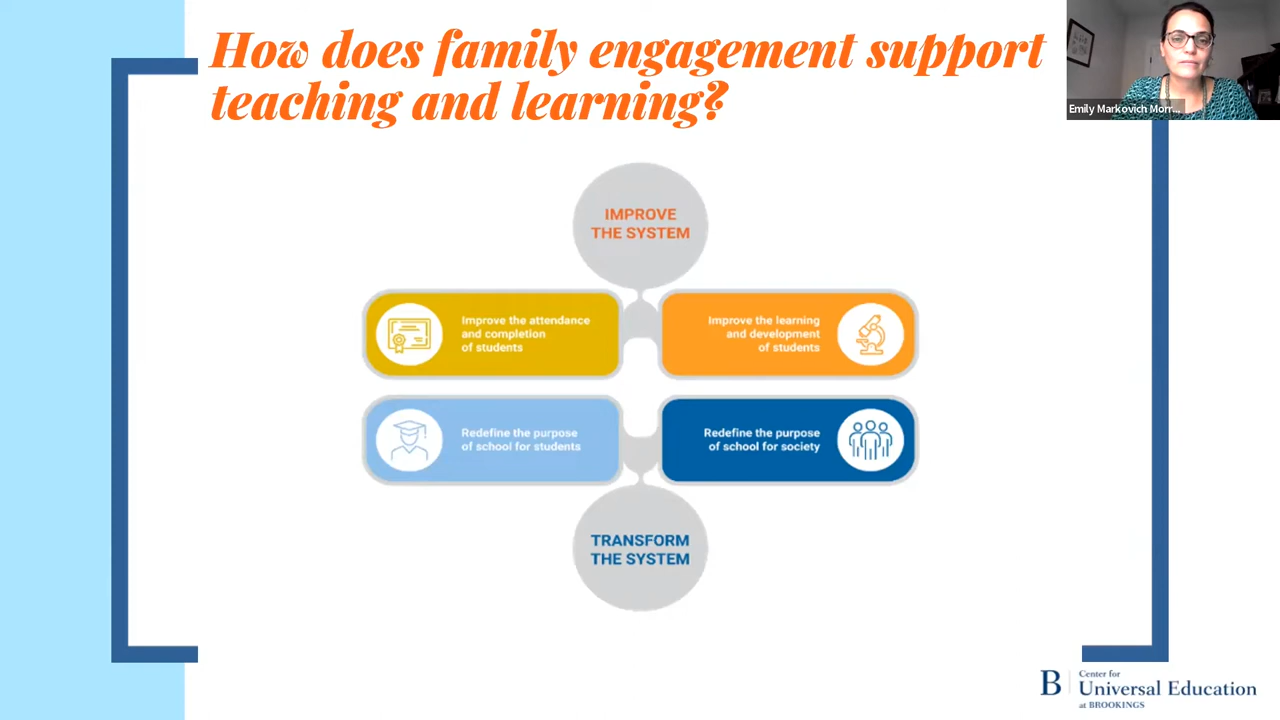 How does family engagement support
teaching and learning?
Emily Markovich Morr...
IMPROVE
THE SYSTEM
Improve the attendance
and completion
of students
Improve the learning
and development
of students
Redefine the purpose
of school for students
Redefine the purpose
of school for society
TRANSFORM
THE SYSTEM
B
Center for
Universal Education
at BROOKINGS